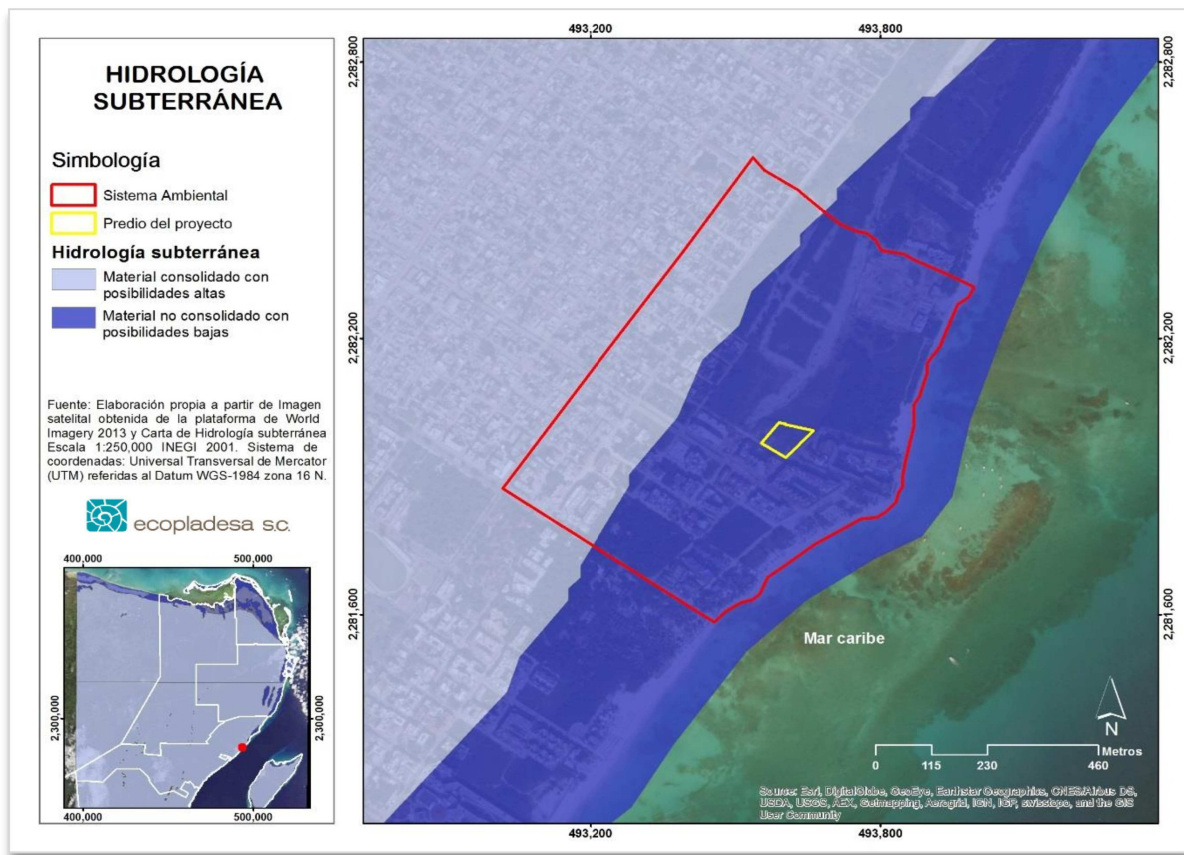 HIDROLOGÍA
SUBTERRÁNEA
Simbología
Sistema Ambiental
Predio del proyecto
Hidrología subterránea
Material consolidado con
posibilidades altas
Material no consolidado con
posibilidades bajas
Fuente: Elaboración propia a partir de Imagen
satelital obtenida de la plataforma de World
Imagery 2013 y Carta de Hidrología subterránea
Escala 1:250,000 INEGI 2001. Sistema de
coordenadas: Universal Transversal de Mercator
(UTM) referidas al Datum WGS-1984 zona 16 N.
ecopladesa s.c.
400,000 500,000
2,300,000 2,300,000
400,000 500,000
493,200 493,800
2,282,800 2,282,800
2,282,200 2,282,200
2,281,600 2,281,600
Mar caribe
N
Metros
0 115 230 460
Source: Esri, DigitalGlobe, GeoEye, Earthstar Geographics, CNES/Airbus DS,
USDA, USGS, AEX, Getmapping, Aerogrid, IGN, IGP, swisstopo, and the GIS
User Community
493,200 493,800